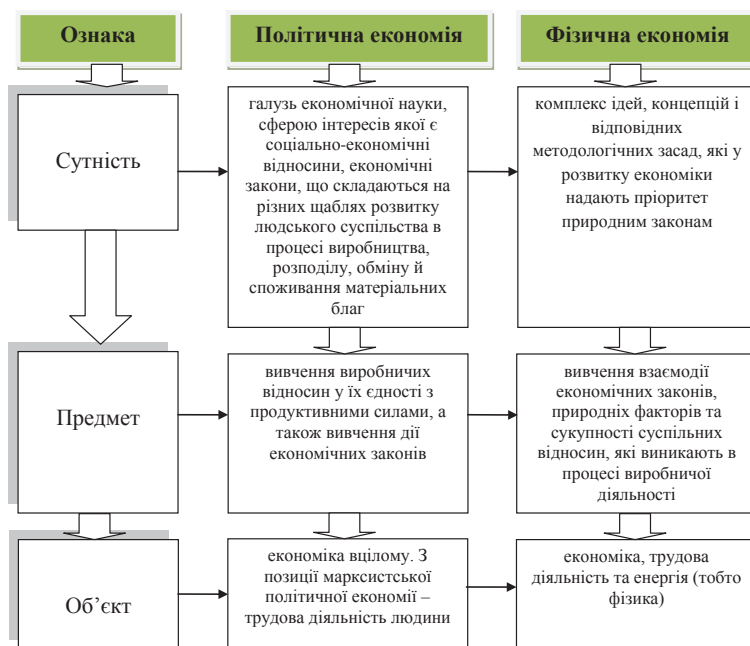 Ознака
Політична економія
Фізична економія
Сутність
галузь економічної науки,
сферою інтересів якої є
соціально-економічні
відносини, економічні
закони, що складаються на
різних щаблях розвитку
людського суспільства в
процесі виробництва,
розподілу, обміну й
споживання матеріальних
благ
комплекс ідей, концепцій і
відповідних
методологічних засад, які у
розвитку економіки
надають пріоритет
природним законам
Предмет
вивчення виробничих
відносин у їх єдності з
продуктивними силами, а
також вивчення дії
економічних законів
вивчення взаємодії
економічних законів,
природніх факторів та
сукупності суспільних
відносин, які виникають в
процесі виробничої
діяльності
Об’єкт
економіка вцілому. З
позиції марксистської
політичної економії –
трудова діяльність людини
економіка, трудова
діяльність та енергія (тобто
фізика)